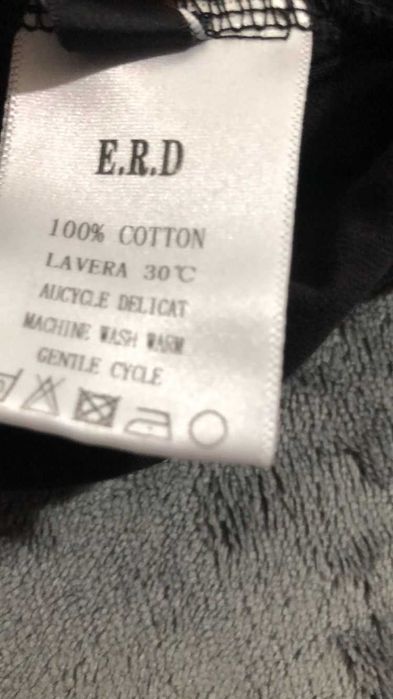 E.R.D
100% COTTON
LAVERA 30℃
AUCYCLE DELICAT
MACHINE WASH WARM
GENTLE CYCLE